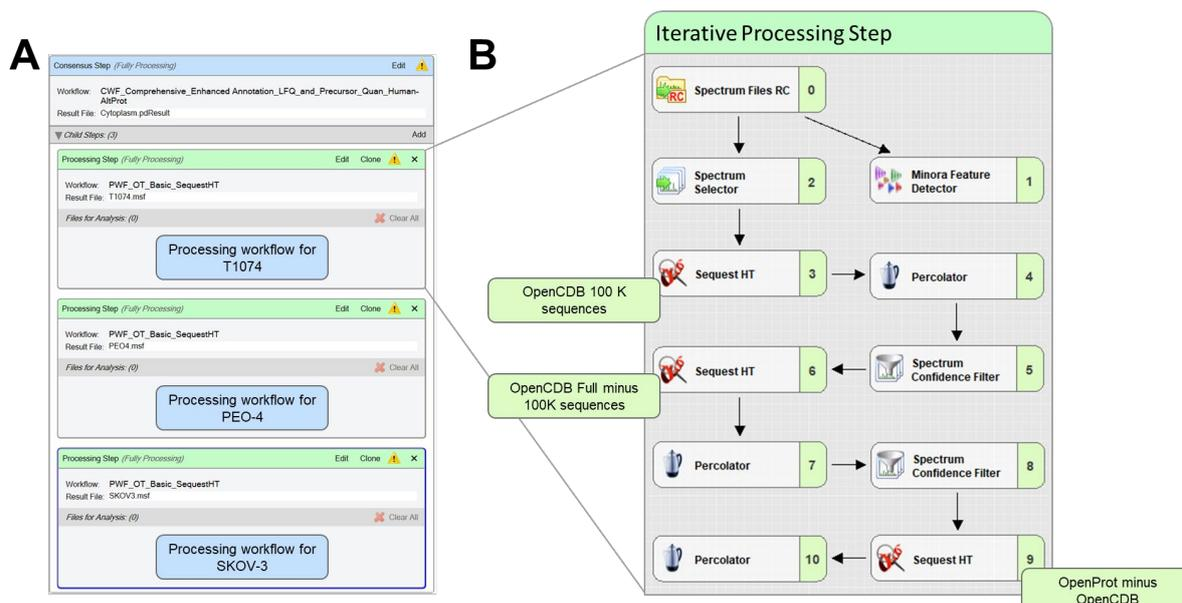 A
Consensus Step (Fully Processing) Edit
Workflow: CWF_Comprehensive_Enhanced Annotation_LFQ_and_Precursor_Quan_Human-
AltProt
Result File: Cytoplasm.pdResult
Child Steps: (3) Add
Processing Step (Fully Processing) Edit Clone ×
Workflow: PWF_OT_Basic_SequestHT
Result File: T1074.msf
Files for Analysis: (0) Clear All
Processing workflow for
T1074
Processing Step (Fully Processing) Edit Clone ×
Workflow: PWF_OT_Basic_SequestHT
Result File: PEO4.msf
Files for Analysis: (0) Clear All
Processing workflow for
PEO-4
Processing Step (Fully Processing) Edit Clone ×
Workflow: PWF_OT_Basic_SequestHT
Result File: SKOV3.msf
Files for Analysis: (0) Clear All
Processing workflow for
SKOV-3
B
Iterative Processing Step
RC
Spectrum Files RC 0
Spectrum
Selector 2
Minora Feature
Detector 1
Sequest HT 3
Percolator 4
OpenCDB 100 K
sequences
Sequest HT 6
Spectrum
Confidence Filter 5
OpenCDB Full minus
100K sequences
Percolator 7
Spectrum
Confidence Filter 8
Percolator 10
Sequest HT 9
OpenProt minus
OpenCDB